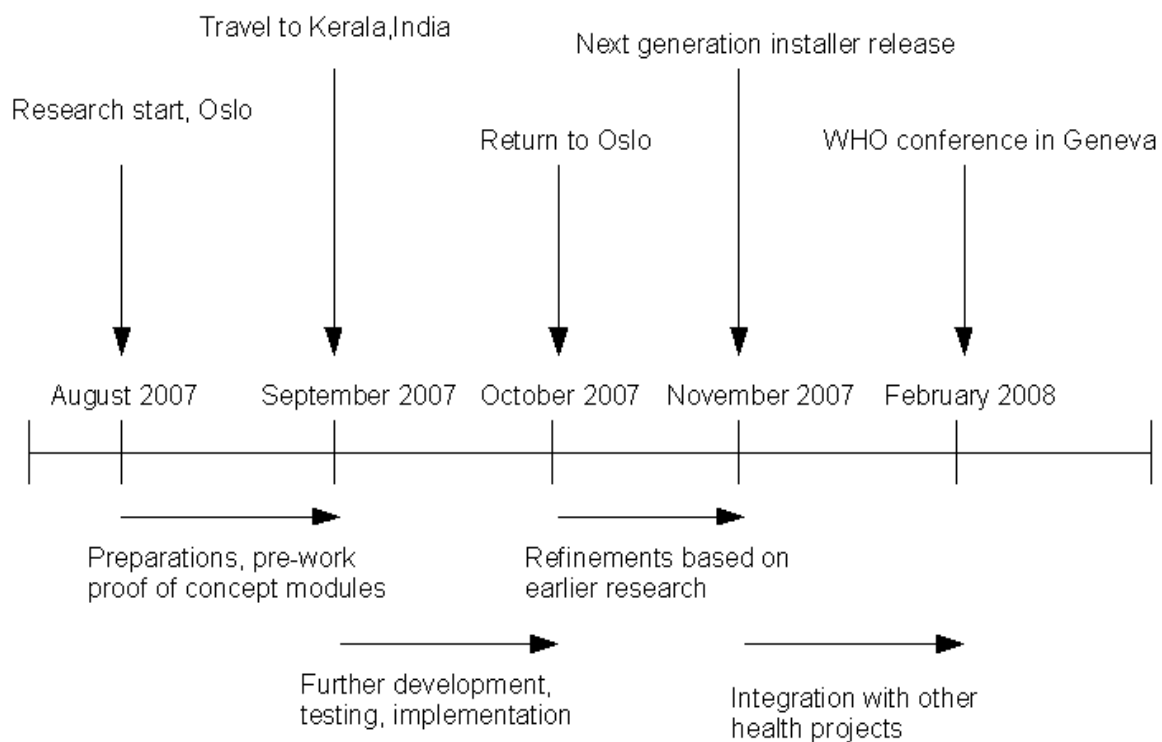 Travel to Kerala,India
Next generation installer release
Research start, Oslo
Return to Oslo
WHO conference in Geneva
August 2007
September 2007
October 2007
November 2007
February 2008
Preparations, pre-work
proof of concept modules
Refinements based on
earlier research
Further development,
testing, implementation
Integration with other
health projects